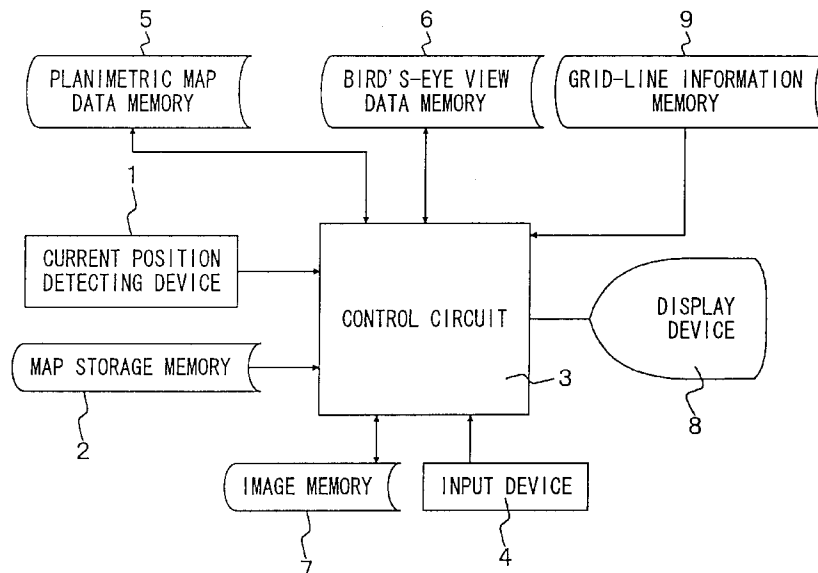 5
6
9
PLANIMETRIC MAP
DATA MEMORY
BIRD'S-EYE VIEW
DATA MEMORY
GRID-LINE INFORMATION
MEMORY
1
CURRENT POSITION
DETECTING DEVICE
CONTROL CIRCUIT
3
DISPLAY
DEVICE
8
MAP STORAGE MEMORY
2
IMAGE MEMORY
7
INPUT DEVICE
4